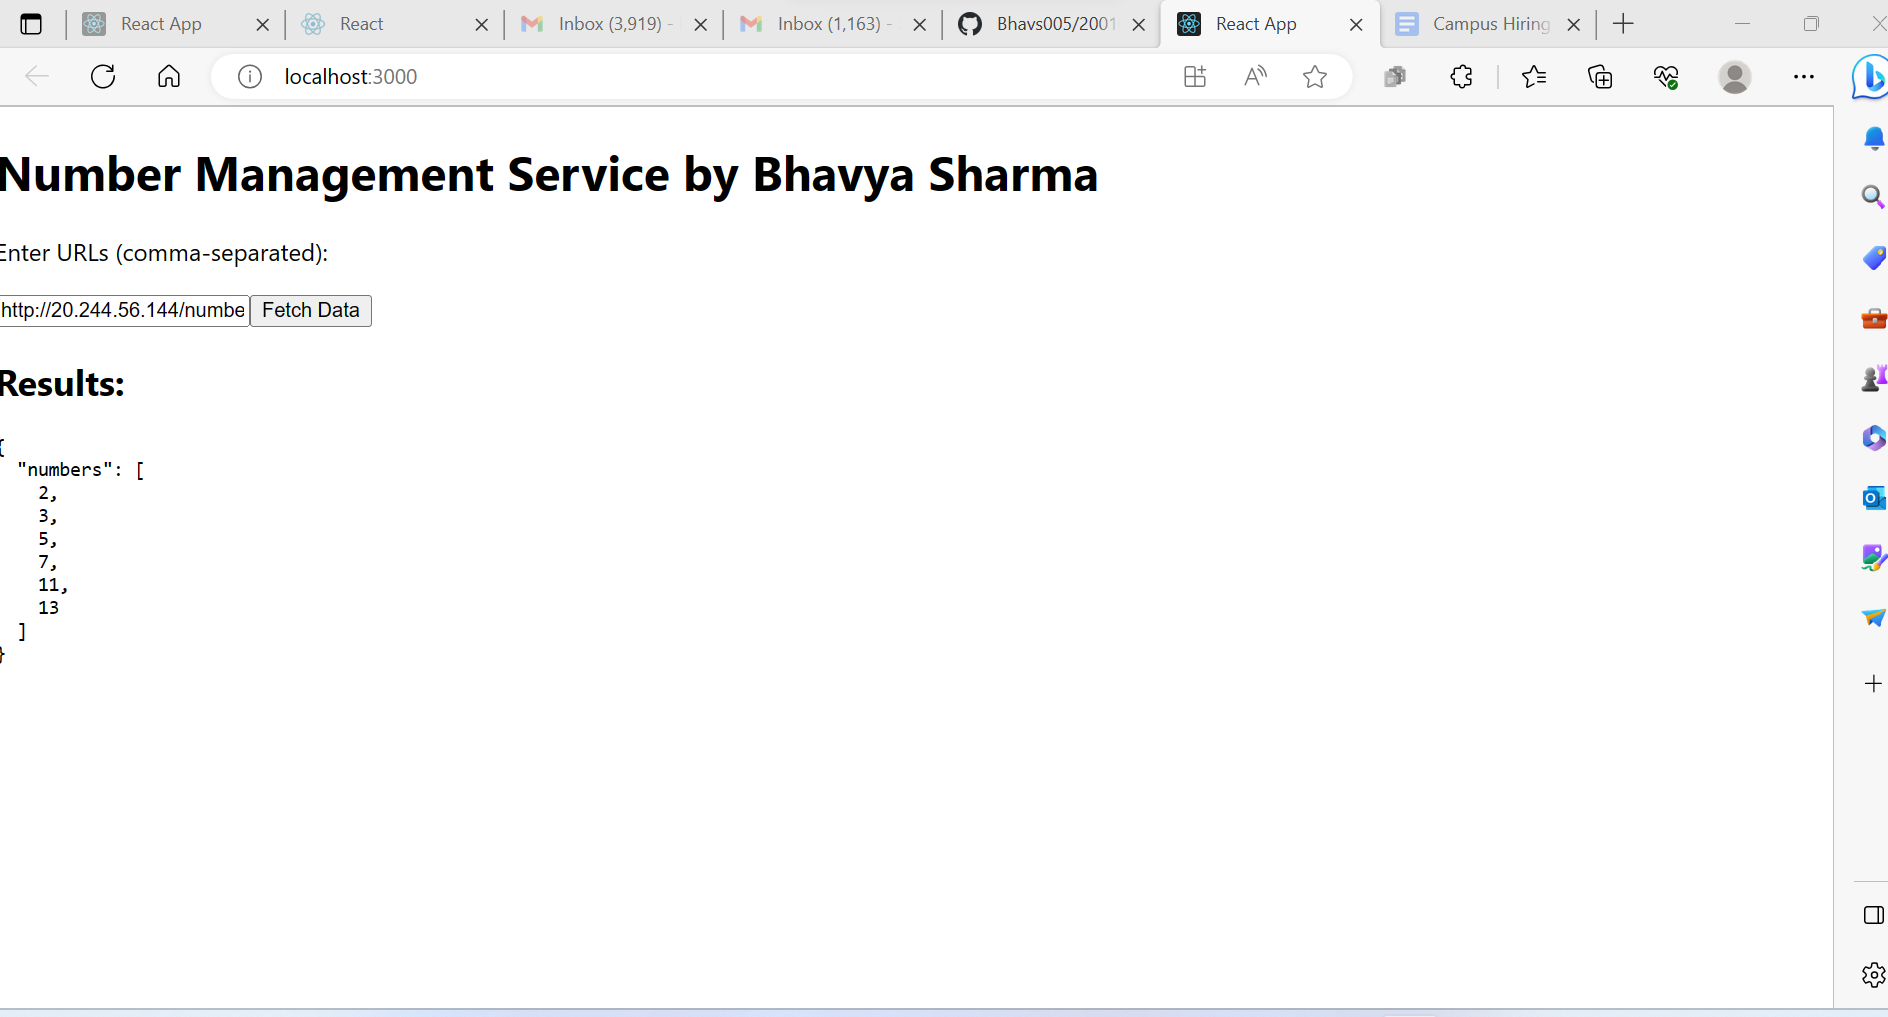 React App
React
Inbox (3,919) -
Inbox (1,163) -
Bhavs005/2001
React App
Campus Hiring
localhost:3000
Number Management Service by Bhavya Sharma
Enter URLs (comma-separated):
http://20.244.56.144/numbe
Fetch Data
Results:
{
"numbers": [
2,
3,
5,
7,
11,
13
]
}